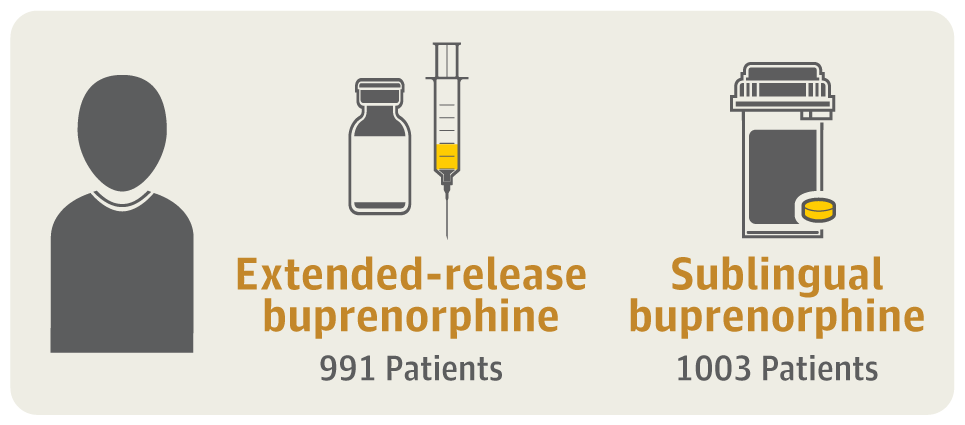 Extended-release
buprenorphine
991 Patients
Sublingual
buprenorphine
1003 Patients